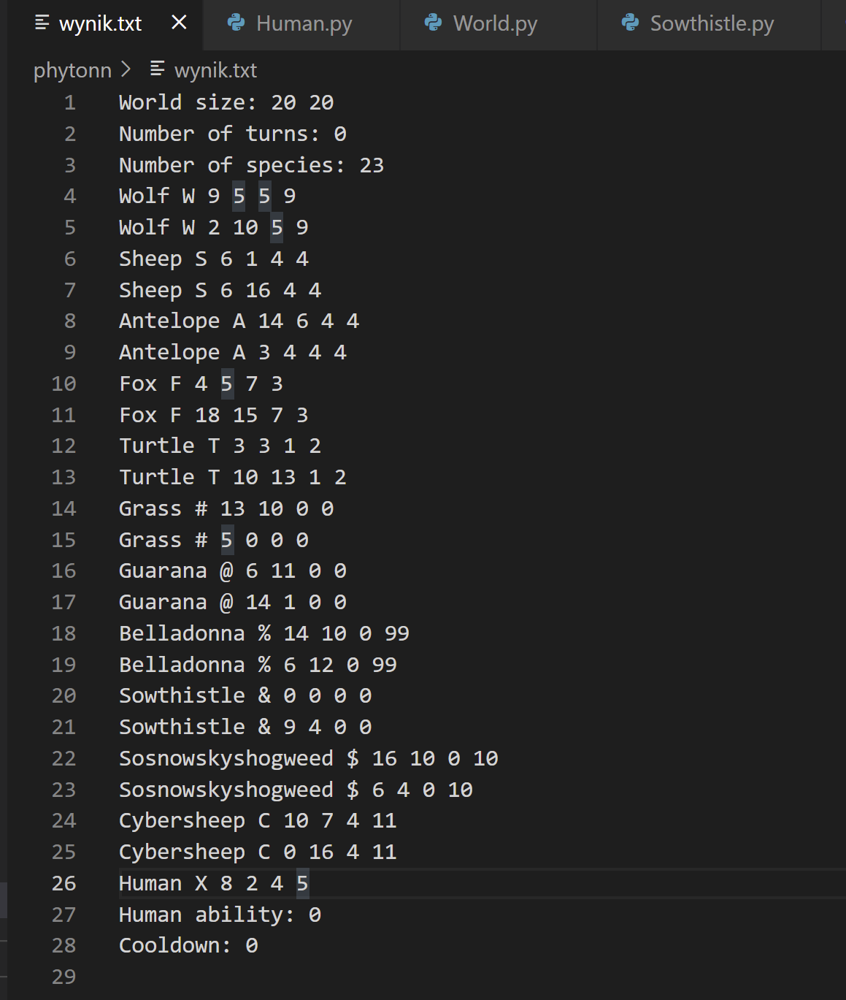 wynik.txt Human.py World.py Sowthistle.py
phytonn > wynik.txt
1 World size: 20 20
2 Number of turns: 0
3 Number of species: 23
4 Wolf W 9 5 5 9
5 Wolf W 2 10 5 9
6 Sheep S 6 1 4 4
7 Sheep S 6 16 4 4
8 Antelope A 14 6 4 4
9 Antelope A 3 4 4 4
10 Fox F 4 5 7 3
11 Fox F 18 15 7 3
12 Turtle T 3 3 1 2
13 Turtle T 10 13 1 2
14 Grass # 13 10 0 0
15 Grass # 5 0 0 0
16 Guarana @ 6 11 0 0
17 Guarana @ 14 1 0 0
18 Belladonna % 14 10 0 99
19 Belladonna % 6 12 0 99
20 Sowthistle & 0 0 0 0
21 Sowthistle & 9 4 0 0
22 Sosnowskyshogweed $ 16 10 0 10
23 Sosnowskyshogweed $ 6 4 0 10
24 Cybersheep C 10 7 4 11
25 Cybersheep C 0 16 4 11
26 Human X 8 2 4 5
27 Human ability: 0
28 Cooldown: 0
29